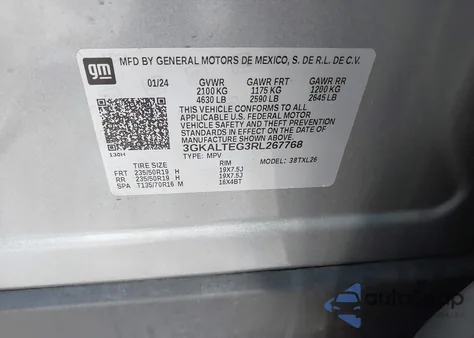 gm
MFD BY GENERAL MOTORS DE MEXICO, S. DE R.L. DE C.V.
01/24 GVWR GAWR FRT GAWR RR
2100 KG 1175 KG 1200 KG
4630 LB 2590 LB 2645 LB
THIS VEHICLE CONFORMS TO ALL
APPLICABLE U.S. FEDERAL MOTOR
VEHICLE SAFETY STANDARDS IN
EFFECT ON THE DATE OF
MANUFACTURE SHOWN ABOVE.
130H 3GKALTEG3RL267768
TYPE: MPV MODEL: 38TXL26
TIRE SIZE RIM
FRT 235/50R19 H 19X7.5J
RR 235/50R19 H 19X7.5J
SPA T135/70R16 M 16X4BT